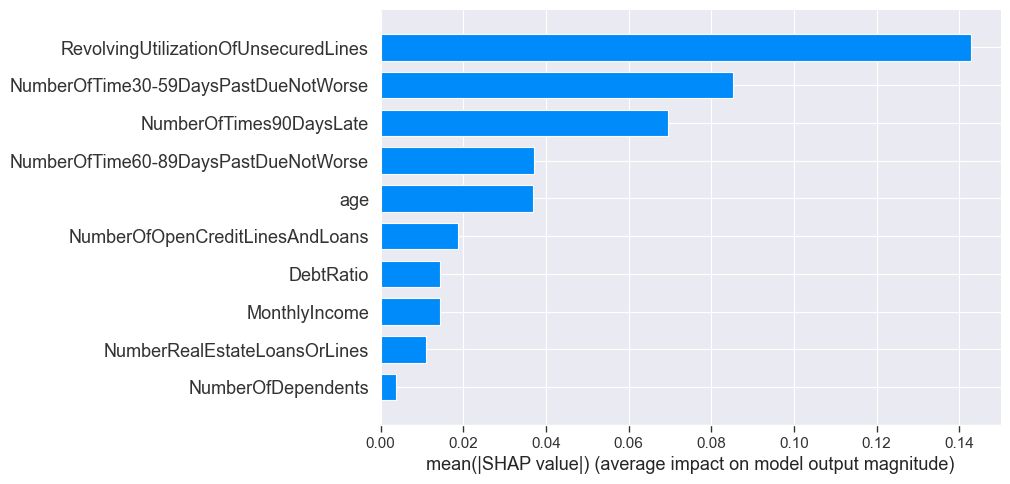 RevolvingUtilizationOfUnsecuredLines
NumberOfTime30-59DaysPastDueNotWorse
NumberOfTimes90DaysLate
NumberOfTime60-89DaysPastDueNotWorse
age
NumberOfOpenCreditLinesAndLoans
DebtRatio
MonthlyIncome
NumberRealEstateLoansOrLines
NumberOfDependents
0.00 0.02 0.04 0.06 0.08 0.10 0.12 0.14
mean(|SHAP value|) (average impact on model output magnitude)